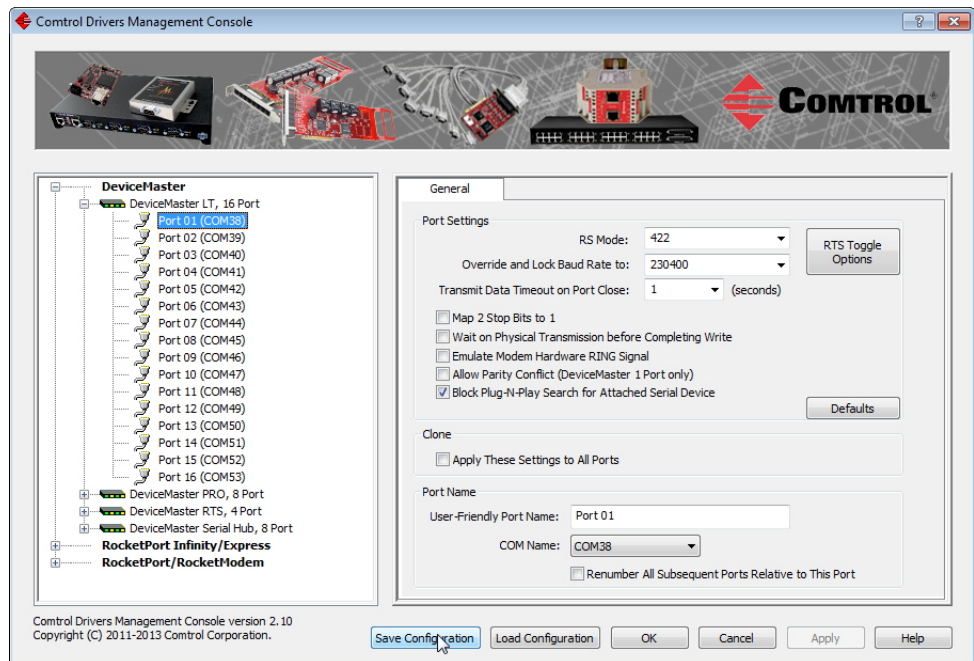 Comtrol Drivers Management Console
COMTROL
DeviceMaster
DeviceMaster LT, 16 Port
Port 01 (COM38)
Port 02 (COM39)
Port 03 (COM40)
Port 04 (COM41)
Port 05 (COM42)
Port 06 (COM43)
Port 07 (COM44)
Port 08 (COM45)
Port 09 (COM46)
Port 10 (COM47)
Port 11 (COM48)
Port 12 (COM49)
Port 13 (COM50)
Port 14 (COM51)
Port 15 (COM52)
Port 16 (COM53)
DeviceMaster PRO, 8 Port
DeviceMaster RTS, 4 Port
DeviceMaster Serial Hub, 8 Port
RocketPort Infinity/Express
RocketPort/RocketModem
General
Port Settings
RS Mode: 422
RTS Toggle
Options
Override and Lock Baud Rate to: 230400
Transmit Data Timeout on Port Close: 1 (seconds)
Map 2 Stop Bits to 1
Wait on Physical Transmission before Completing Write
Emulate Modem Hardware RING Signal
Allow Parity Conflict (DeviceMaster 1 Port only)
Block Plug-N-Play Search for Attached Serial Device
Defaults
Clone
Apply These Settings to All Ports
Port Name
User-Friendly Port Name: Port 01
COM Name: COM38
Renumber All Subsequent Ports Relative to This Port
Comtrol Drivers Management Console version 2.10
Copyright (C) 2011-2013 Comtrol Corporation.
Save Configuration Load Configuration OK Cancel Apply Help